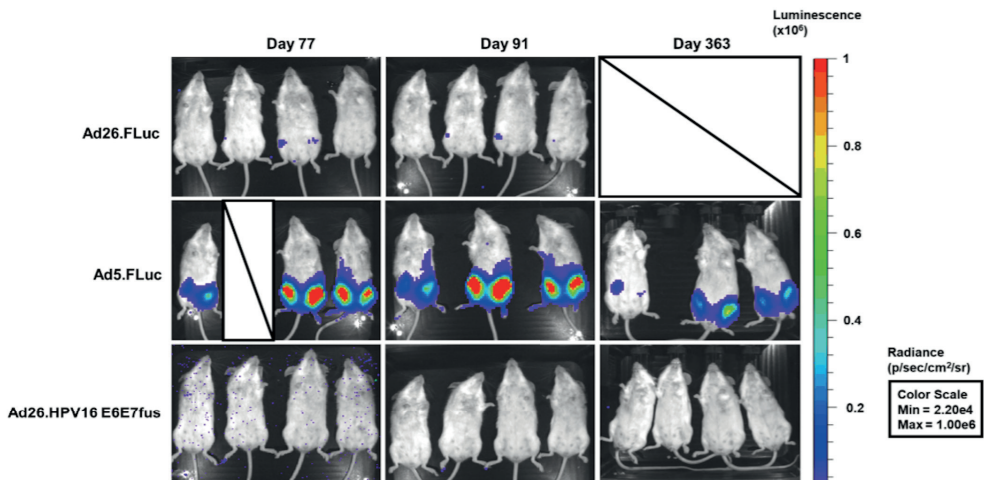 Luminescence
(x10⁶)
Day 77
Day 91
Day 363
1
Ad26.FLuc
0.8
0.6
Ad5.FLuc
0.4
Radiance
(p/sec/cm²/sr)
Color Scale
Min = 2.20e4
Max = 1.00e6
Ad26.HPV16 E6E7fus
0.2